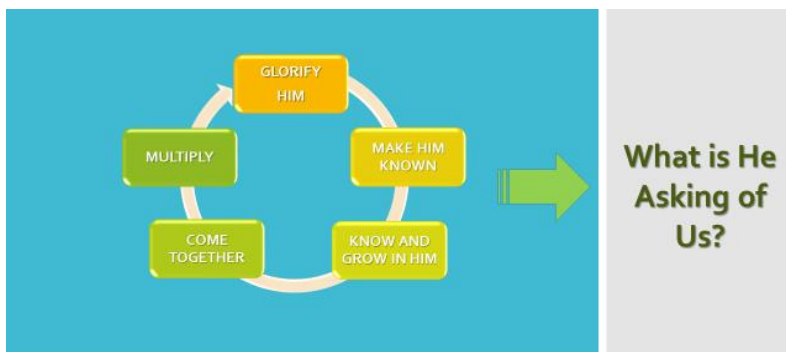 GLORIFY
HIM
MAKE HIM
KNOWN
KNOW AND
GROW IN HIM
COME
TOGETHER
MULTIPLY
What is He
Asking of
Us?